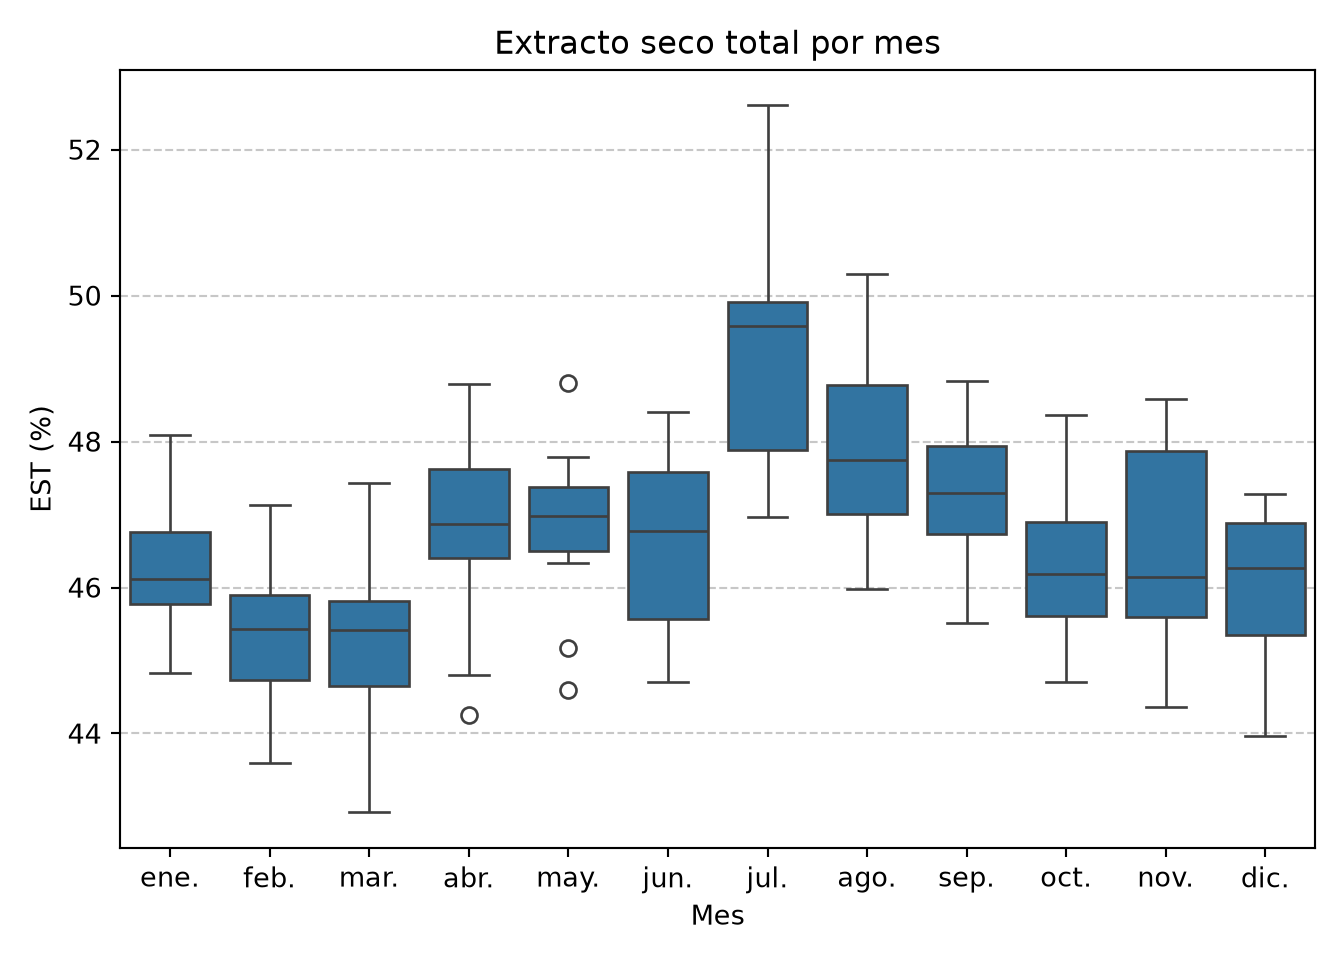 Extracto seco total por mes
EST (%)
52
50
48
46
44
ene. feb. mar. abr. may. jun. jul. ago. sep. oct. nov. dic.
Mes